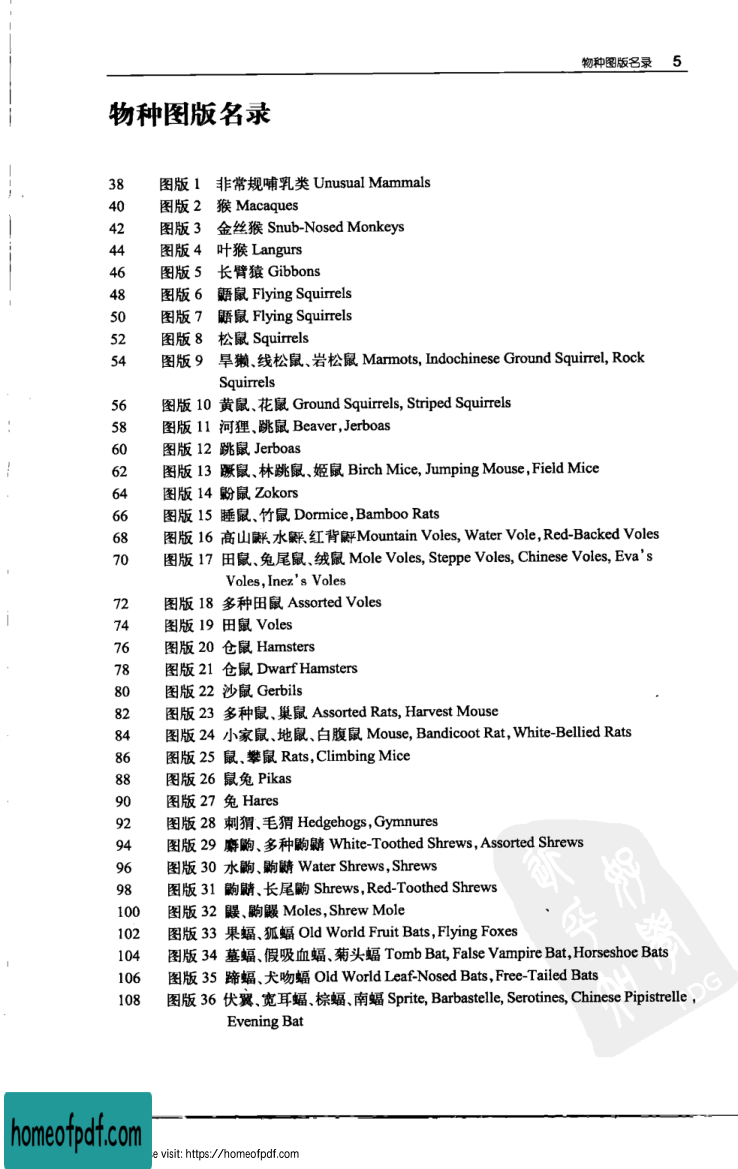 物种图版名录 5
物种图版名录
38 图版 1 非常规哺乳类 Unusual Mammals
40 图版 2 猴 Macaques
42 图版 3 金丝猴 Snub-Nosed Monkeys
44 图版 4 叶猴 Langurs
46 图版 5 长臂猿 Gibbons
48 图版 6 鼯鼠 Flying Squirrels
50 图版 7 鼯鼠 Flying Squirrels
52 图版 8 松鼠 Squirrels
54 图版 9 旱獭、线松鼠、岩松鼠 Marmots, Indochinese Ground Squirrel, Rock
Squirrels
56 图版 10 黄鼠、花鼠 Ground Squirrels, Striped Squirrels
58 图版 11 河狸、跳鼠 Beaver, Jerboas
60 图版 12 跳鼠 Jerboas
62 图版 13 蹶鼠、林跳鼠、姬鼠 Birch Mice, Jumping Mouse, Field Mice
64 图版 14 鼢鼠 Zokors
66 图版 15 睡鼠、竹鼠 Dormice, Bamboo Rats
68 图版 16 高山䶄、水䶄、红背䶄 Mountain Voles, Water Vole, Red-Backed Voles
70 图版 17 田鼠、兔尾鼠、绒鼠 Mole Voles, Steppe Voles, Chinese Voles, Eva's
Voles, Inez's Voles
72 图版 18 多种田鼠 Assorted Voles
74 图版 19 田鼠 Voles
76 图版 20 仓鼠 Hamsters
78 图版 21 仓鼠 Dwarf Hamsters
80 图版 22 沙鼠 Gerbils
82 图版 23 多种鼠、巢鼠 Assorted Rats, Harvest Mouse
84 图版 24 小家鼠、地鼠、白腹鼠 Mouse, Bandicoot Rat, White-Bellied Rats
86 图版 25 鼠、攀鼠 Rats, Climbing Mice
88 图版 26 鼠兔 Pikas
90 图版 27 兔 Hares
92 图版 28 刺猬、毛猬 Hedgehogs, Gymnures
94 图版 29 麝鼩、多种鼩鼱 White-Toothed Shrews, Assorted Shrews
96 图版 30 水鼩、鼩鼱 Water Shrews, Shrews
98 图版 31 鼩鼱、长尾鼩 Shrews, Red-Toothed Shrews
100 图版 32 鼹、鼩鼹 Moles, Shrew Mole
102 图版 33 果蝠、狐蝠 Old World Fruit Bats, Flying Foxes
104 图版 34 墓蝠、假吸血蝠、菊头蝠 Tomb Bat, False Vampire Bat, Horseshoe Bats
106 图版 35 蹄蝠、犬吻蝠 Old World Leaf-Nosed Bats, Free-Tailed Bats
108 图版 36 伏翼、宽耳蝠、棕蝠、南蝠 Sprite, Barbastelle, Serotines, Chinese Pipistrelle,
Evening Bat
PDG
homeofpdf.com
e visit: https://homeofpdf.com